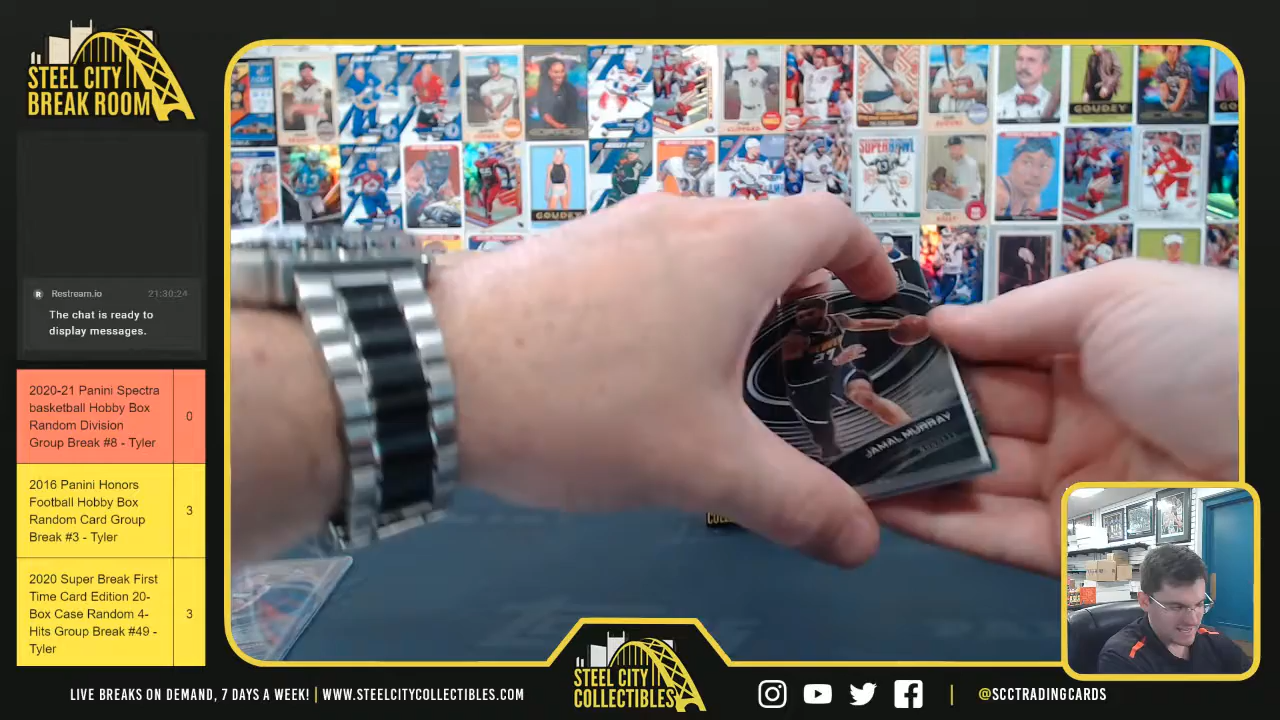 STEEL CITY
BREAK ROOM
Restream.io 21:30:24
The chat is ready to
display messages.
2020-21 Panini Spectra
basketball Hobby Box
Random Division
Group Break #8 - Tyler
0
2016 Panini Honors
Football Hobby Box
Random Card Group
Break #3 - Tyler
3
2020 Super Break First
Time Card Edition 20-
Box Case Random 4-
Hits Group Break #49 -
Tyler
3
GOUDEY
SUPER BOWL
GOUDEY
JAMAL MURRAY
LIVE BREAKS ON DEMAND, 7 DAYS A WEEK! | WWW.STEELCITYCOLLECTIBLES.COM
STEEL CITY
COLLECTIBLES
@SCCTRADINGCARDS